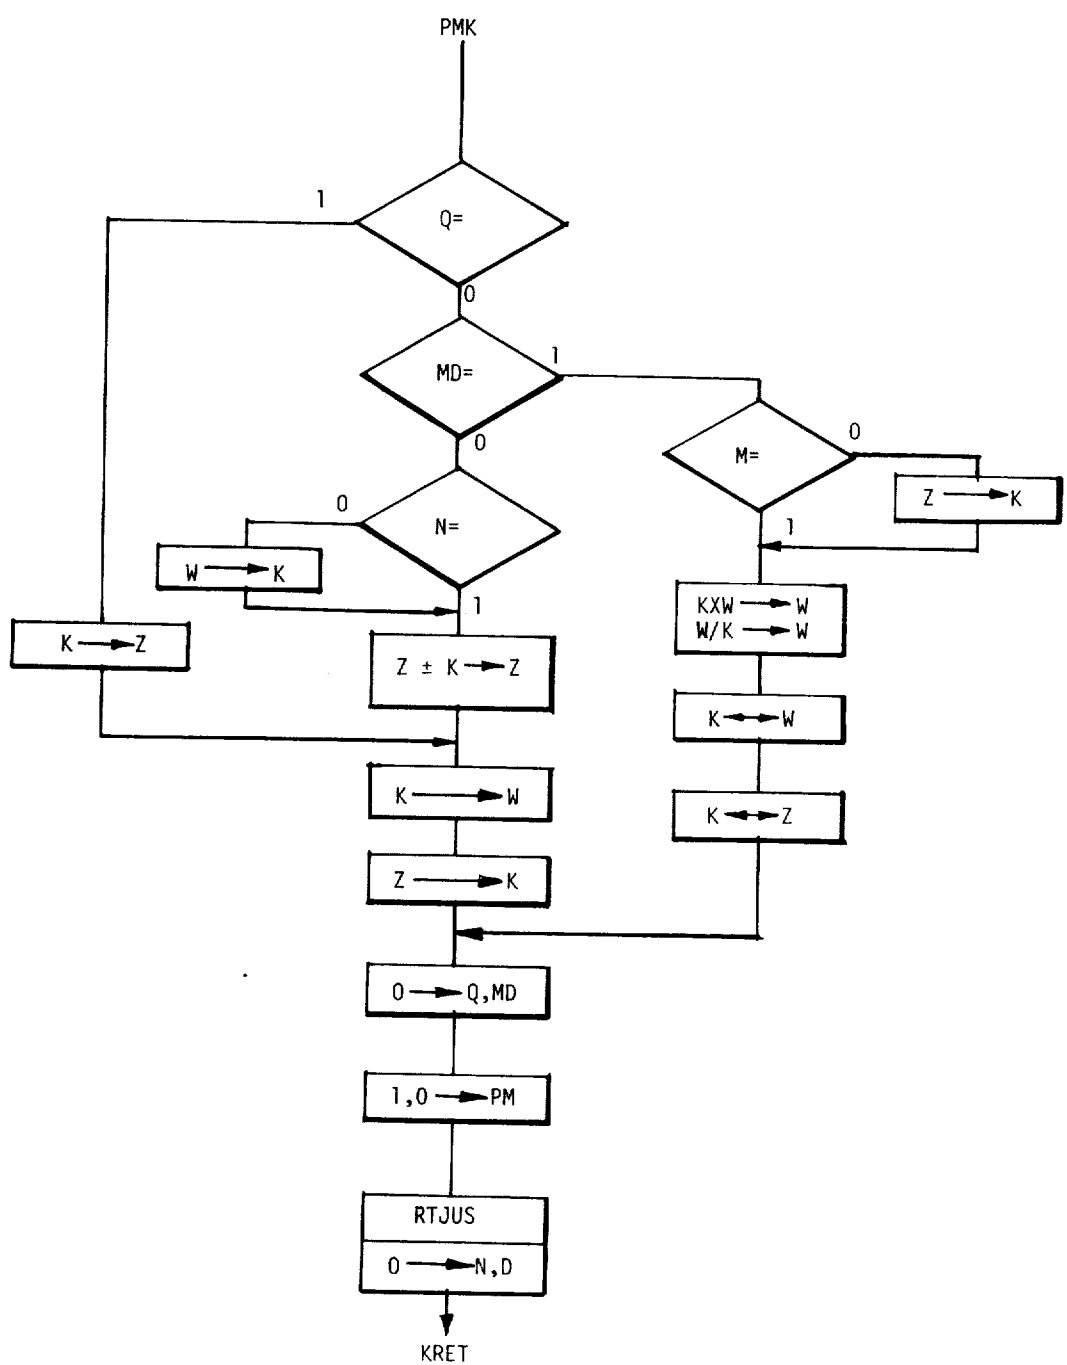 PMK
1
Q=
0
MD=
1
0
M=
0
Z → K
1
N=
0
W → K
1
K → Z
Z ± K → Z
KXW → W
W/K → W
K ↔ W
K → W
K ↔ Z
Z → K
0 → Q,MD
1,0 → PM
RTJUS
0 → N,D
KRET